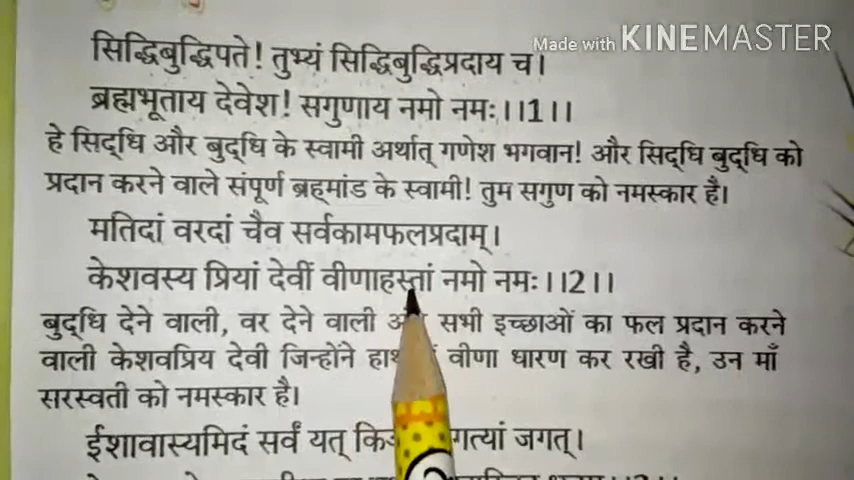 Made with KINEMASTER
सिद्धिबुद्धिपते! तुभ्यं सिद्धिबुद्धिप्रदाय च।
ब्रह्मभूताय देवेश! सगुणाय नमो नमः।।1।।
हे सिद्धि और बुद्धि के स्वामी अर्थात् गणेश भगवान! और सिद्धि बुद्धि को
प्रदान करने वाले संपूर्ण ब्रह्मांड के स्वामी! तुम सगुण को नमस्कार है।
मतिदां वरदां चैव सर्वकामफलप्रदाम्।
केशवस्य प्रियां देवीं वीणाहस्तां नमो नमः।।2।।
बुद्धि देने वाली, वर देने वाली सभी इच्छाओं का फल प्रदान करने
वाली केशवप्रिय देवी जिन्होंने वीणा धारण कर रखी है, उन माँ
सरस्वती को नमस्कार है।
ईशावास्यमिदं सर्वं यत् जगत्।